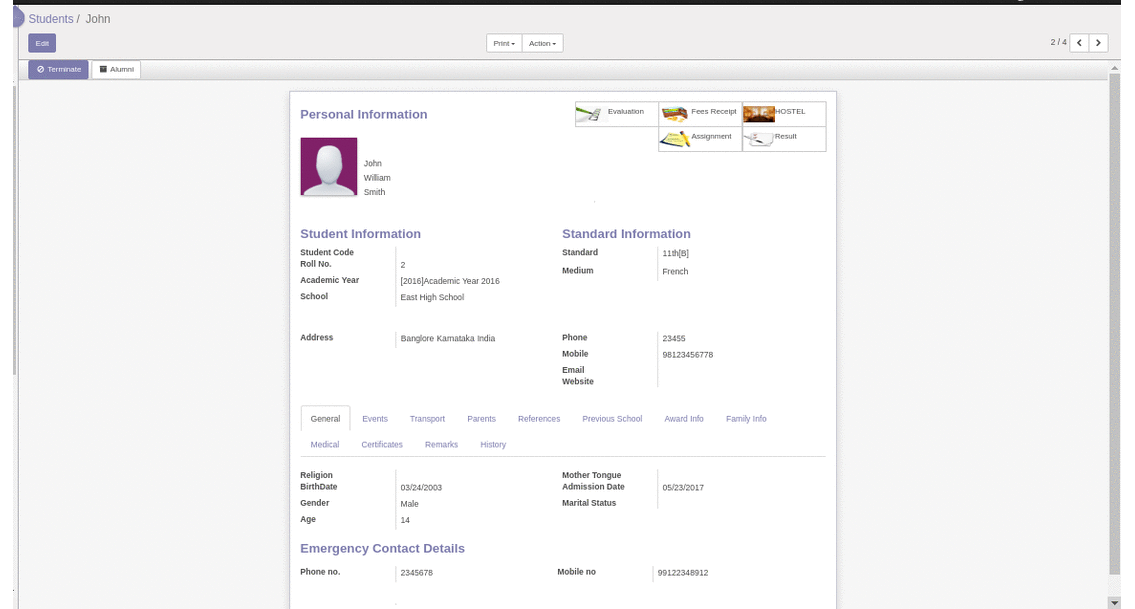 Students / John
Edit
Print Action
2 / 4
Terminate Alumni
Personal Information
Evaluation Fees Receipt HOSTEL
Assignment Result
John
William
Smith
Student Information Standard Information
Student Code
Roll No. 2
Academic Year [2016]Academic Year 2016
School East High School
Standard 11th[B]
Medium French
Address Banglore Karnataka India
Phone 23455
Mobile 98123456778
Email
Website
General Events Transport Parents References Previous School Award Info Family Info
Medical Certificates Remarks History
Religion Mother Tongue
BirthDate 03/24/2003 Admission Date 05/23/2017
Gender Male Marital Status
Age 14
Emergency Contact Details
Phone no. 2345678 Mobile no 99122348912